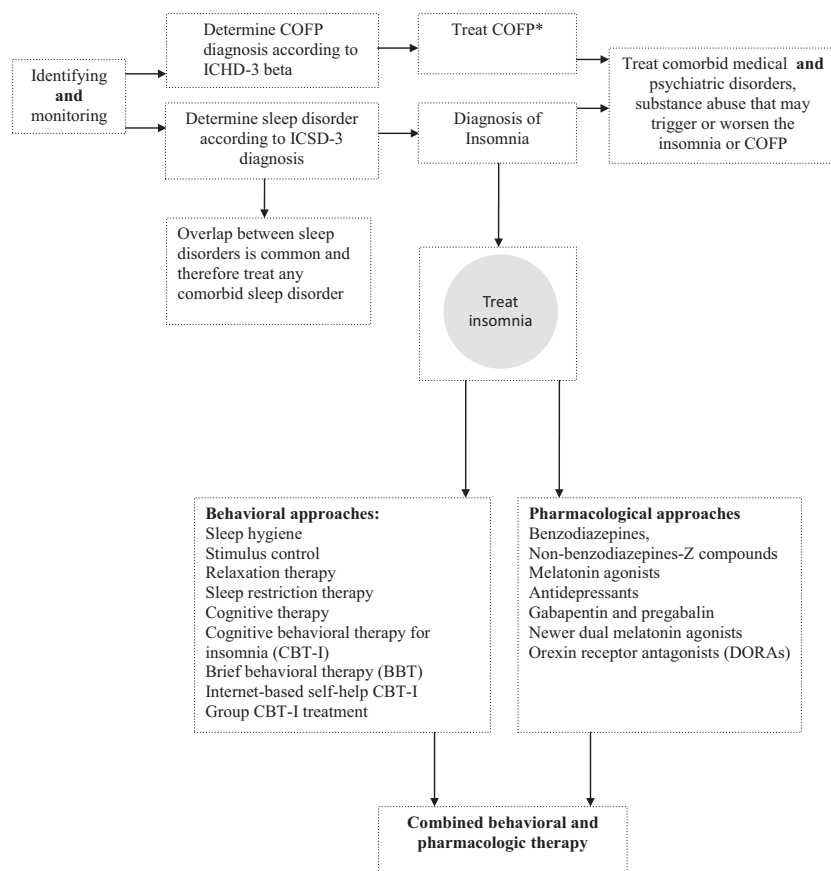 Identifying
and
monitoring
Determine COFP
diagnosis according to
ICHD-3 beta
Treat COFP*
Treat comorbid medical and
psychiatric disorders,
substance abuse that may
trigger or worsen the
insomnia or COFP
Determine sleep disorder
according to ICSD-3
diagnosis
Diagnosis of
Insomnia
Overlap between sleep
disorders is common and
therefore treat any
comorbid sleep disorder
Treat
insomnia
Behavioral approaches:
Sleep hygiene
Stimulus control
Relaxation therapy
Sleep restriction therapy
Cognitive therapy
Cognitive behavioral therapy for
insomnia (CBT-I)
Brief behavioral therapy (BBT)
Internet-based self-help CBT-I
Group CBT-I treatment
Pharmacological approaches
Benzodiazepines,
Non-benzodiazepines-Z compounds
Melatonin agonists
Antidepressants
Gabapentin and pregabalin
Newer dual melatonin agonists
Orexin receptor antagonists (DORAs)
Combined behavioral and
pharmacologic therapy